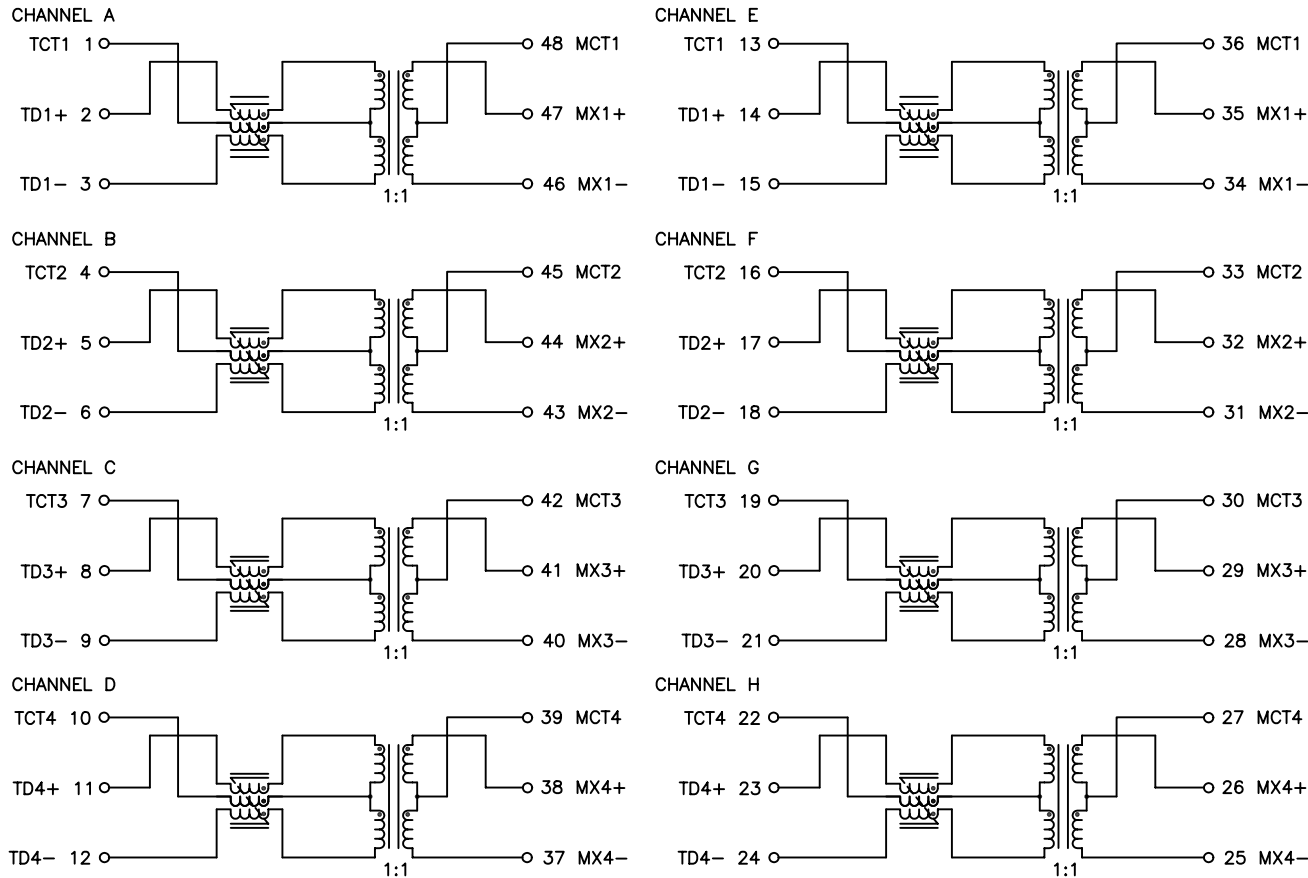 CHANNEL A
TCT1 1
48 MCT1
TD1+ 2
47 MX1+
TD1− 3
46 MX1−
1:1
CHANNEL B
TCT2 4
45 MCT2
TD2+ 5
44 MX2+
TD2− 6
43 MX2−
1:1
CHANNEL C
TCT3 7
42 MCT3
TD3+ 8
41 MX3+
TD3− 9
40 MX3−
1:1
CHANNEL D
TCT4 10
39 MCT4
TD4+ 11
38 MX4+
TD4− 12
37 MX4−
1:1
CHANNEL E
TCT1 13
36 MCT1
TD1+ 14
35 MX1+
TD1− 15
34 MX1−
1:1
CHANNEL F
TCT2 16
33 MCT2
TD2+ 17
32 MX2+
TD2− 18
31 MX2−
1:1
CHANNEL G
TCT3 19
30 MCT3
TD3+ 20
29 MX3+
TD3− 21
28 MX3−
1:1
CHANNEL H
TCT4 22
27 MCT4
TD4+ 23
26 MX4+
TD4− 24
25 MX4−
1:1